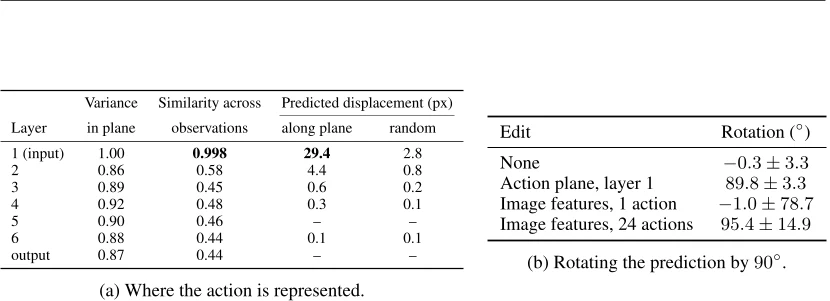 Variance Similarity across Predicted displacement (px)
Layer in plane observations along plane random
1 (input) 1.00 0.998 29.4 2.8
2 0.86 0.58 4.4 0.8
3 0.89 0.45 0.6 0.2
4 0.92 0.48 0.3 0.1
5 0.90 0.46 – –
6 0.88 0.44 0.1 0.1
output 0.87 0.44 – –
(a) Where the action is represented.
Edit Rotation (°)
None −0.3 ± 3.3
Action plane, layer 1 89.8 ± 3.3
Image features, 1 action −1.0 ± 78.7
Image features, 24 actions 95.4 ± 14.9
(b) Rotating the prediction by 90°.